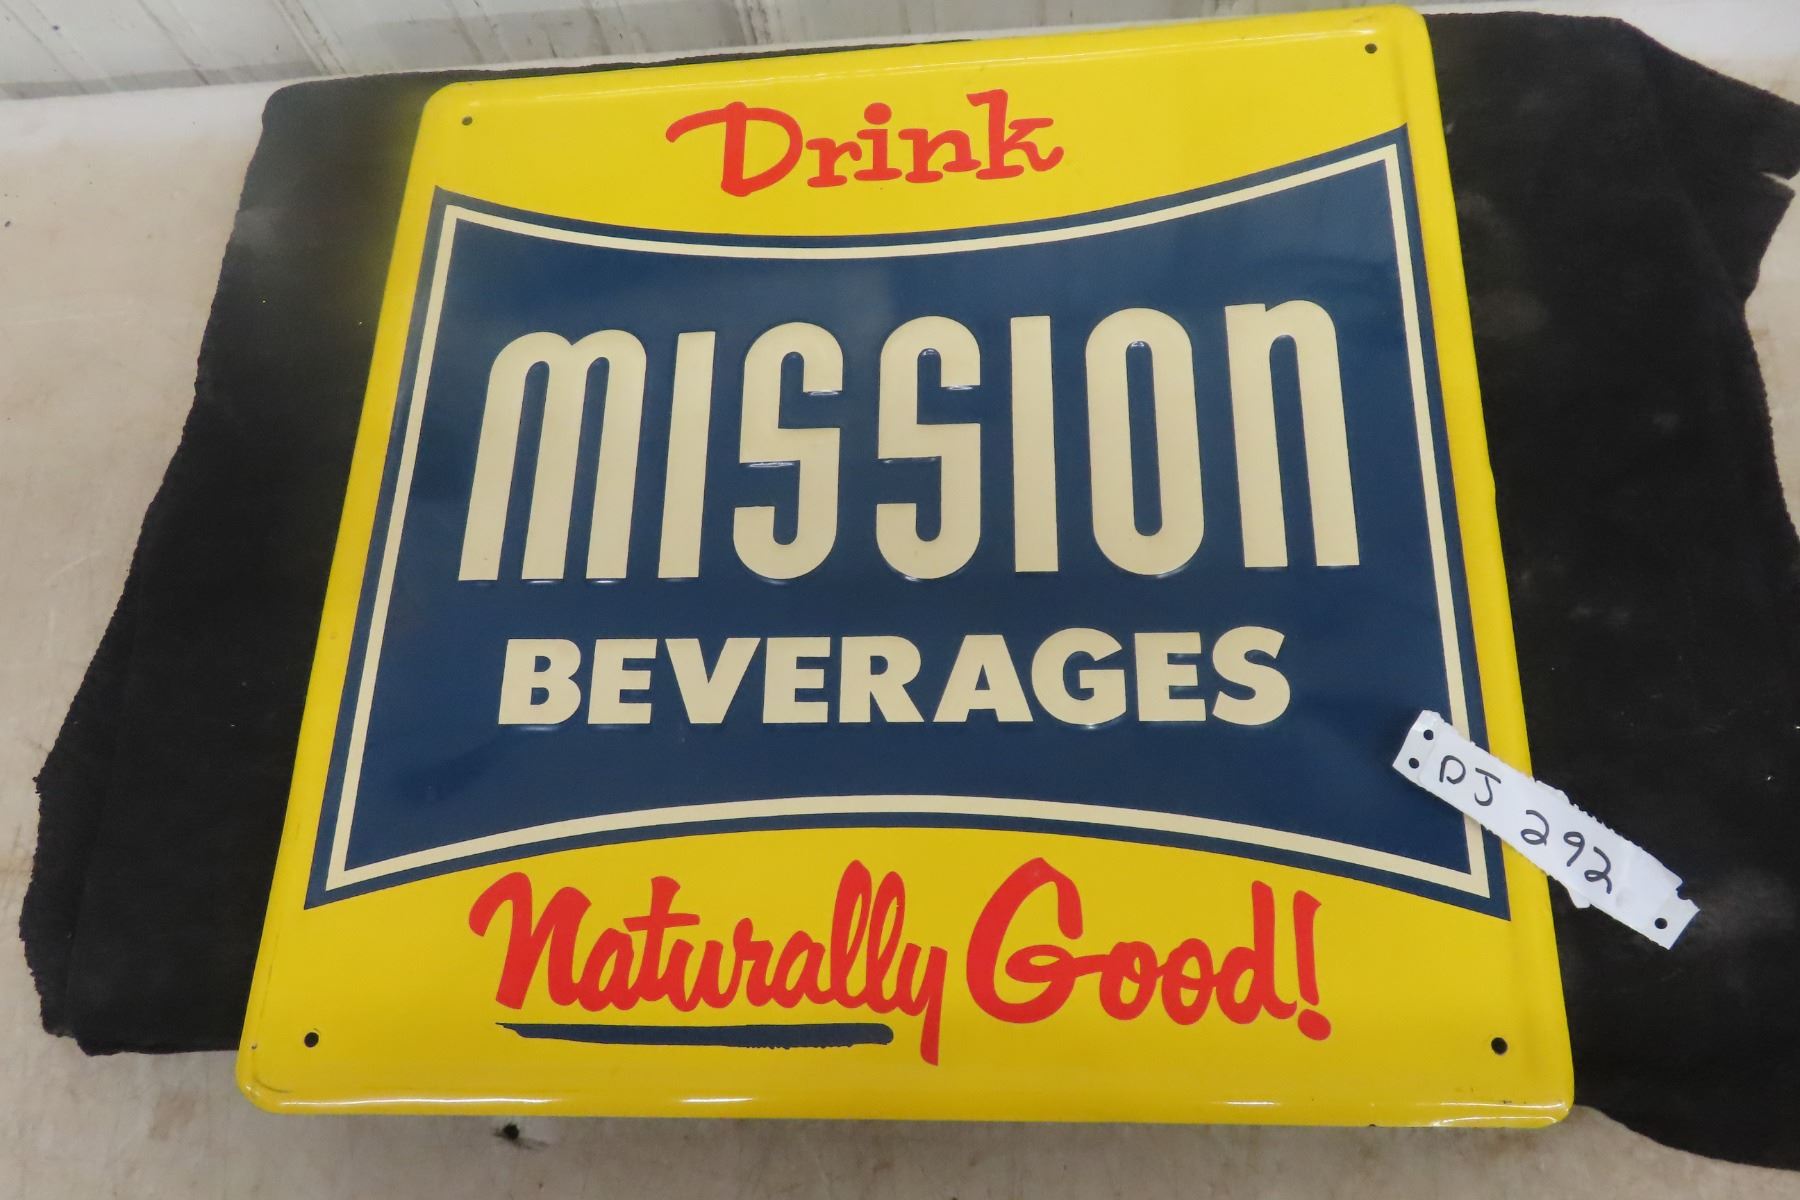 Drink
mission
BEVERAGES
Naturally Good!
DJ 292